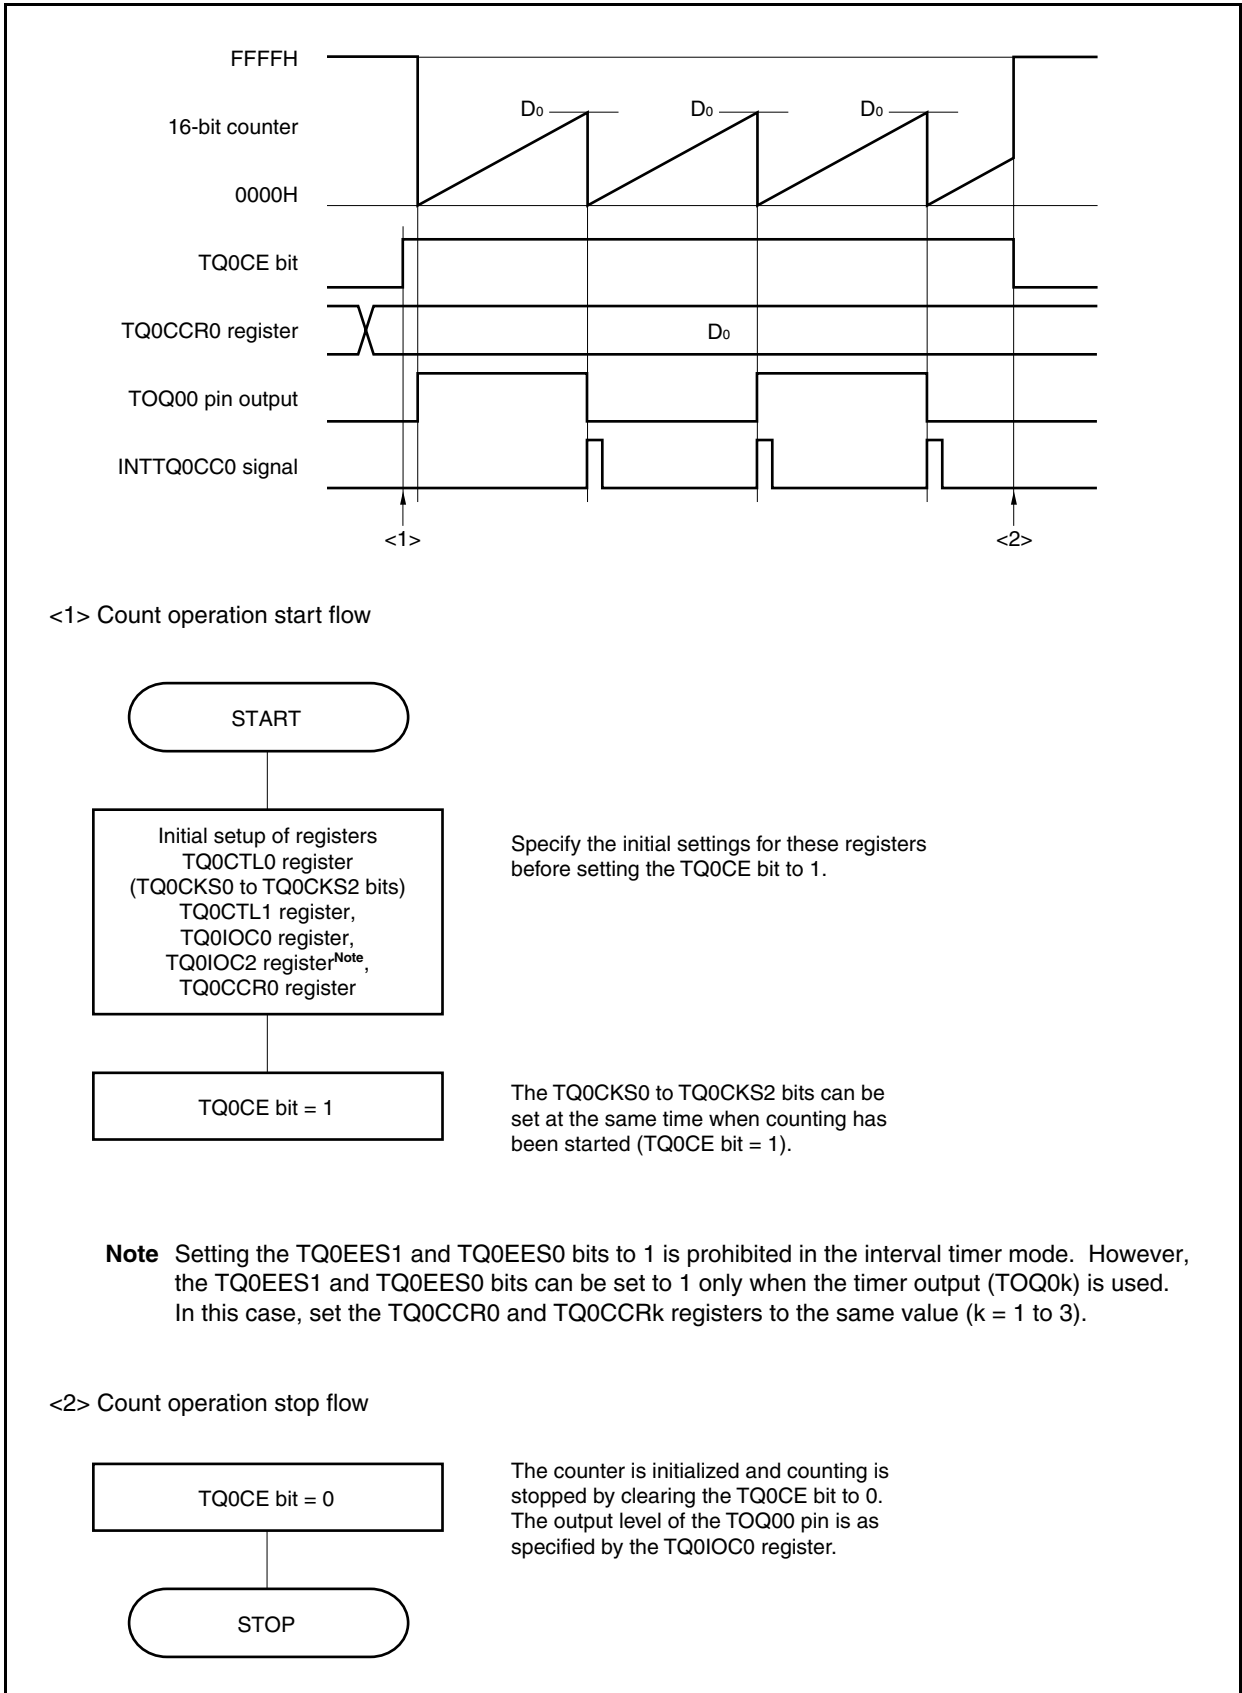 FFFFH
D0 D0 D0
16-bit counter
0000H
TQ0CE bit
TQ0CCR0 register
D0
TOQ00 pin output
INTTQ0CC0 signal
<1> <2>
<1> Count operation start flow
START
Initial setup of registers
TQ0CTL0 register
(TQ0CKS0 to TQ0CKS2 bits)
TQ0CTL1 register,
TQ0IOC0 register,
TQ0IOC2 registerNote,
TQ0CCR0 register
Specify the initial settings for these registers
before setting the TQ0CE bit to 1.
TQ0CE bit = 1
The TQ0CKS0 to TQ0CKS2 bits can be
set at the same time when counting has
been started (TQ0CE bit = 1).
Note Setting the TQ0EES1 and TQ0EES0 bits to 1 is prohibited in the interval timer mode. However,
the TQ0EES1 and TQ0EES0 bits can be set to 1 only when the timer output (TOQ0k) is used.
In this case, set the TQ0CCR0 and TQ0CCRk registers to the same value (k = 1 to 3).
<2> Count operation stop flow
TQ0CE bit = 0
The counter is initialized and counting is
stopped by clearing the TQ0CE bit to 0.
The output level of the TOQ00 pin is as
specified by the TQ0IOC0 register.
STOP